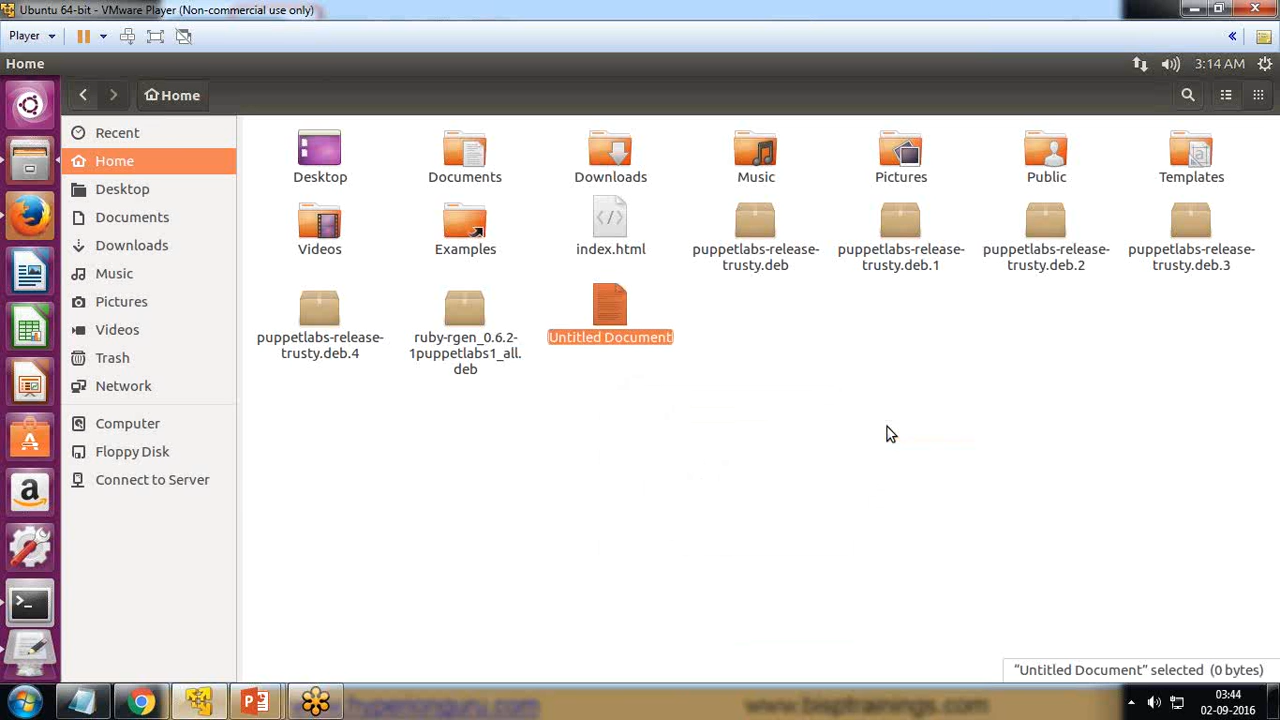 Ubuntu 64-bit - VMware Player (Non-commercial use only)
Player
Home
3:14 AM
Home
Recent
Home
Desktop
Documents
Downloads
Music
Pictures
Videos
Trash
Network
Computer
Floppy Disk
Connect to Server
Desktop
Documents
Downloads
Music
Pictures
Public
Templates
Videos
Examples
index.html
puppetlabs-release-
trusty.deb
puppetlabs-release-
trusty.deb.1
puppetlabs-release-
trusty.deb.2
puppetlabs-release-
trusty.deb.3
puppetlabs-release-
trusty.deb.4
ruby-rgen_0.6.2-
1puppetlabs1_all.
deb
Untitled Document
“Untitled Document” selected (0 bytes)
www.bisptrainings.com
03:44
02-09-2016